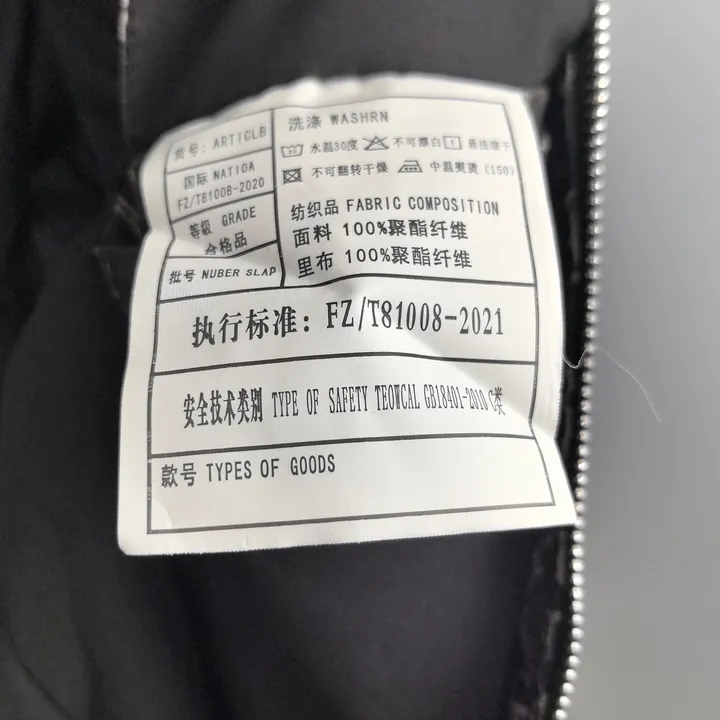 货号: ARTICLB
国际 NATIOA
FZ/T81008-2020
等级 GRADE
合格品
批号 NUBER SLAP
洗涤 WASHRN
水温30度 不可漂白 悬挂晾干
不可翻转干燥 中温熨烫 (150)
纺织品 FABRIC COMPOSITION
面料 100%聚酯纤维
里布 100%聚酯纤维
执行标准: FZ/T81008-2021
安全技术类别 TYPE OF SAFETY TEOWCAL GB18401-2010 C类
款号 TYPES OF GOODS